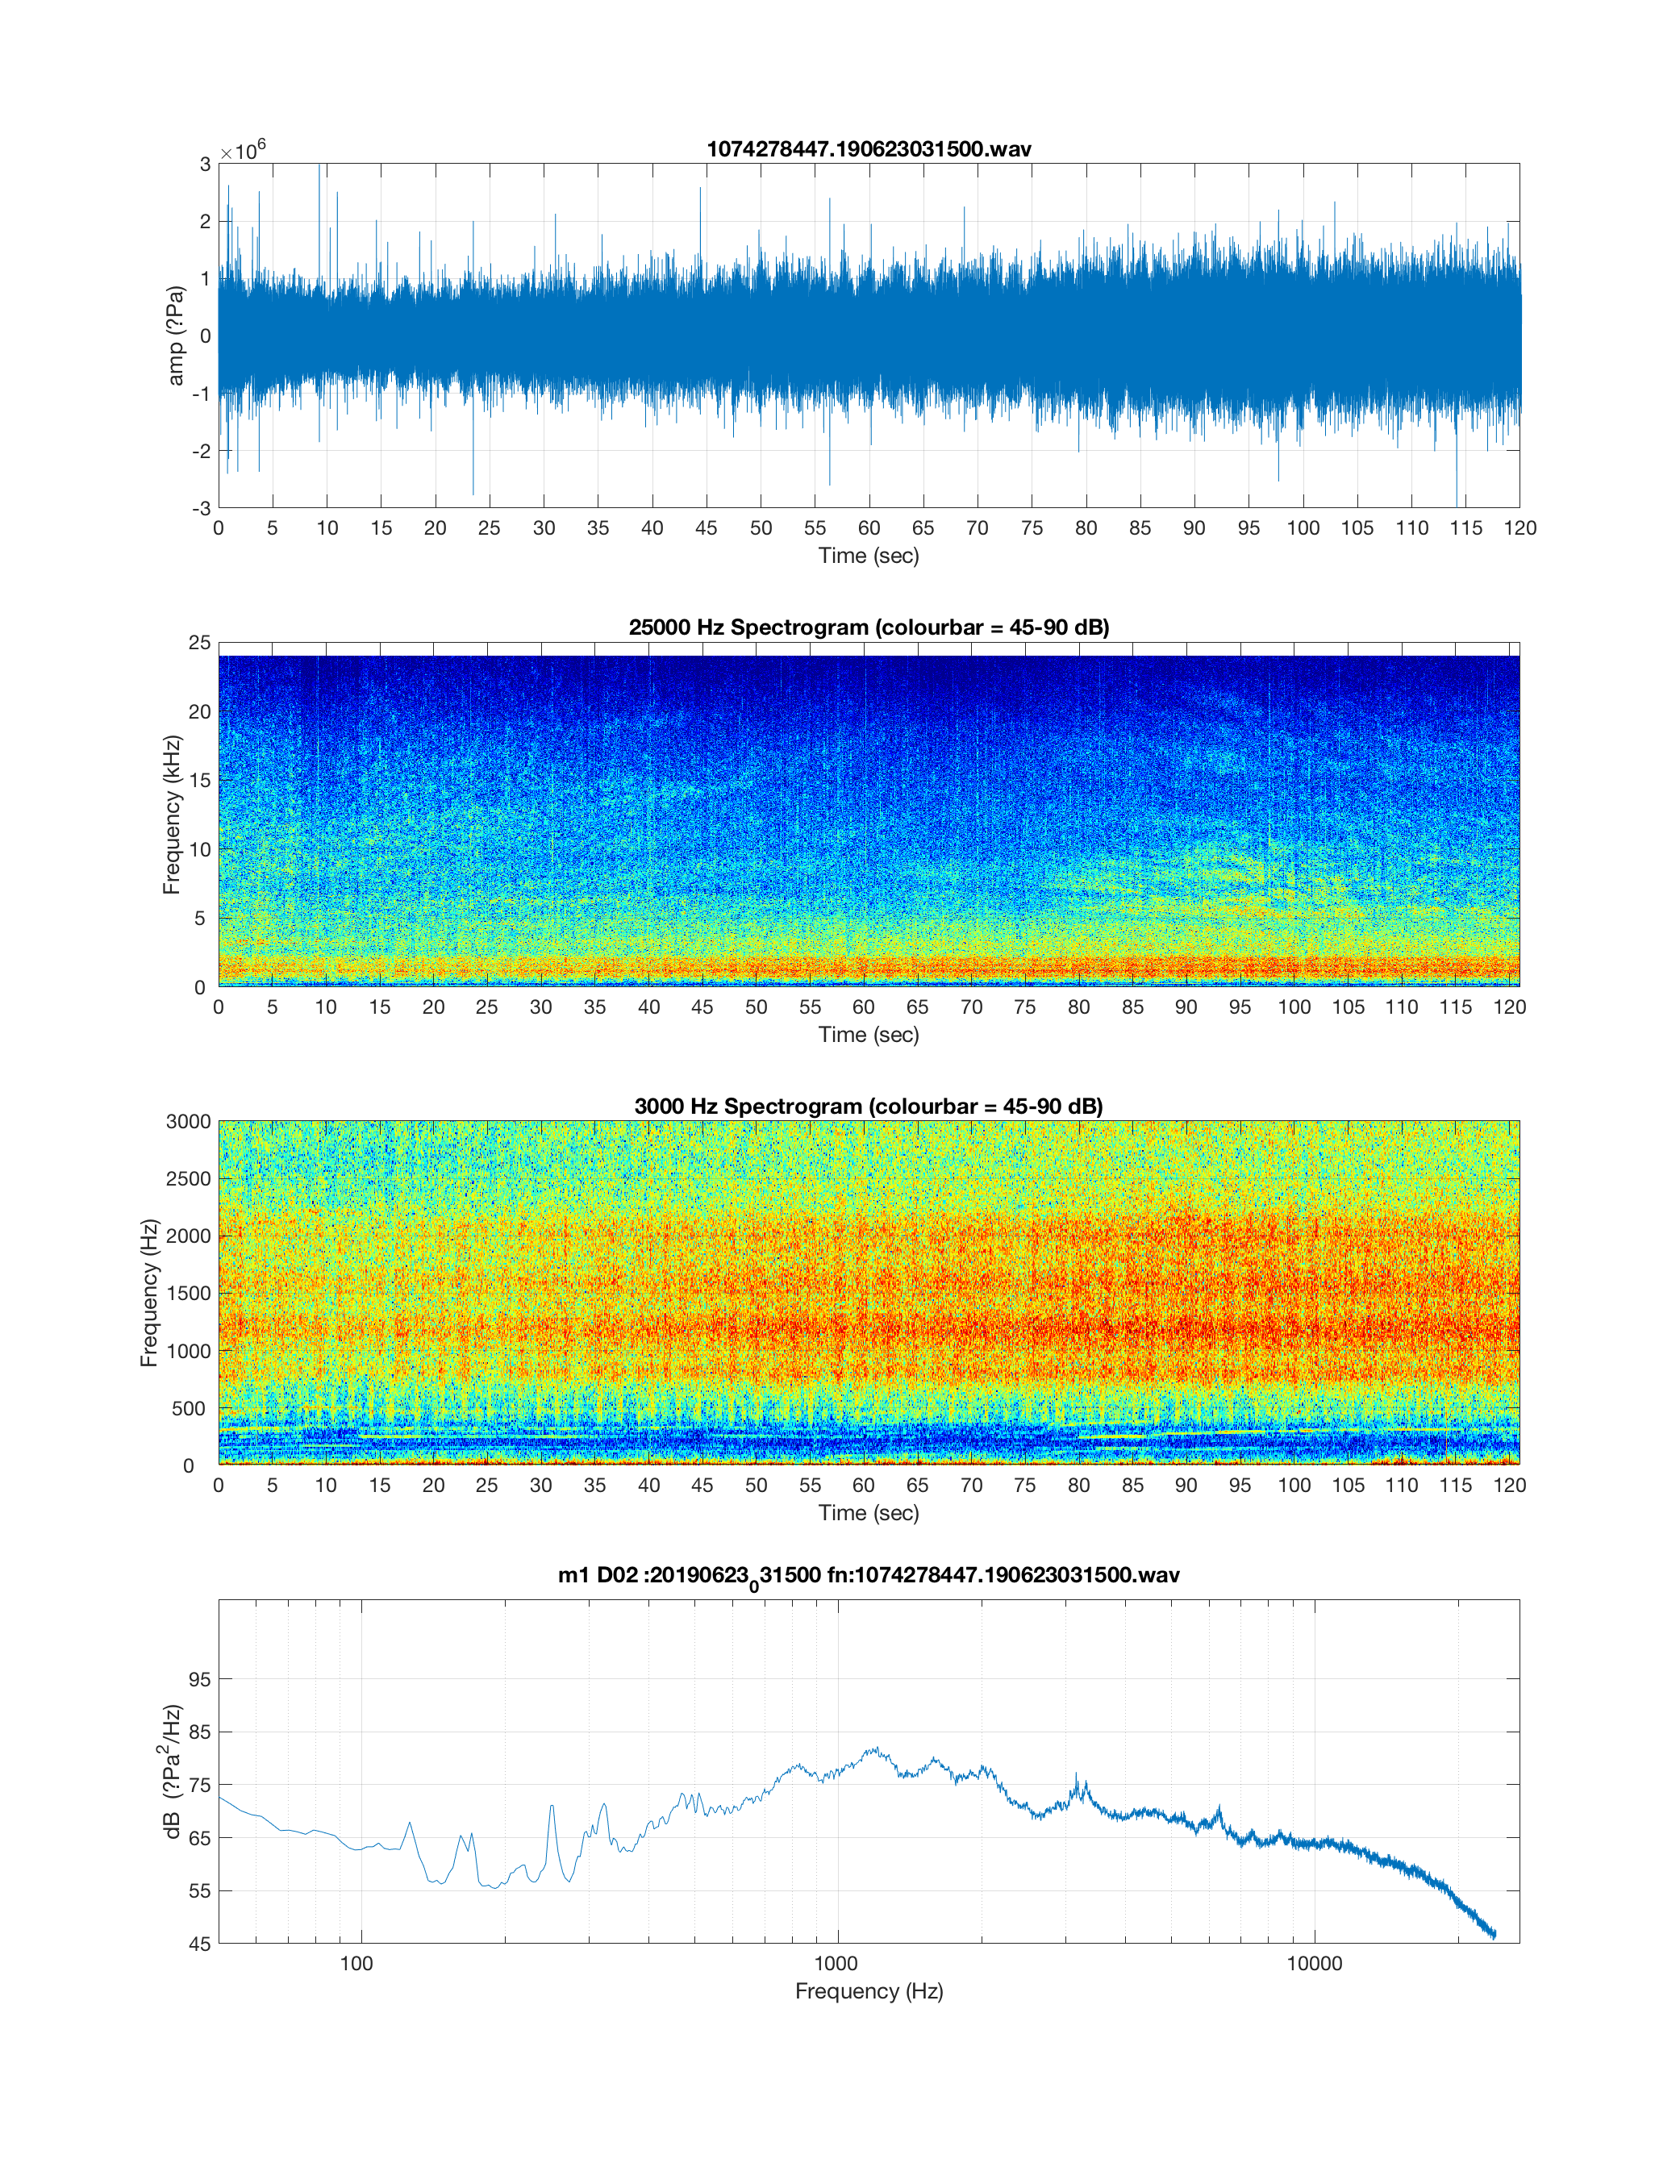 1074278447.190623031500.wav
×10^6
3
2
1
0
-1
-2
-3
amp (?Pa)
0 5 10 15 20 25 30 35 40 45 50 55 60 65 70 75 80 85 90 95 100 105 110 115 120
Time (sec)
25000 Hz Spectrogram (colourbar = 45-90 dB)
25
20
15
10
5
0
Frequency (kHz)
0 5 10 15 20 25 30 35 40 45 50 55 60 65 70 75 80 85 90 95 100 105 110 115 120
Time (sec)
3000 Hz Spectrogram (colourbar = 45-90 dB)
3000
2500
2000
1500
1000
500
0
Frequency (Hz)
0 5 10 15 20 25 30 35 40 45 50 55 60 65 70 75 80 85 90 95 100 105 110 115 120
Time (sec)
m1 D02 :20190623_031500 fn:1074278447.190623031500.wav
95
85
75
65
55
45
dB (?Pa^2/Hz)
100 1000 10000
Frequency (Hz)